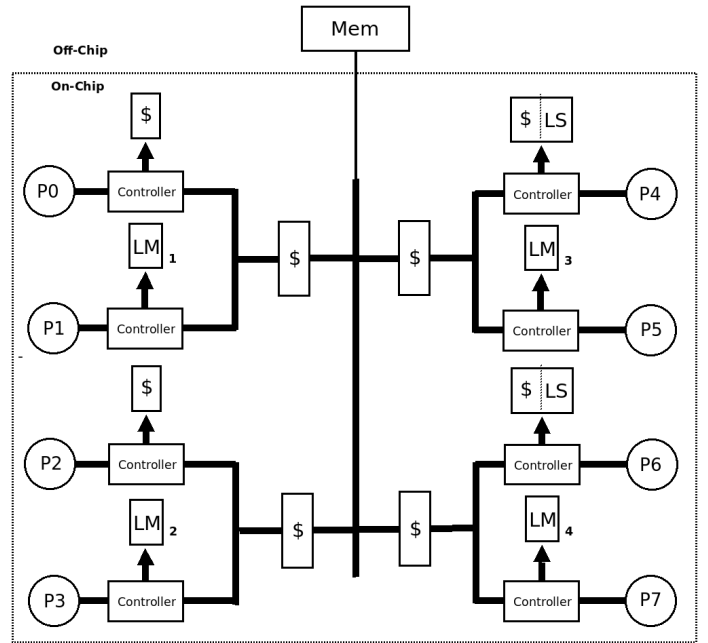 Mem
Off-Chip
On-Chip
$
$ LS
P0 Controller
Controller P4
LM 1
LM 3
$
$
P1 Controller
Controller P5
$
$ LS
P2 Controller
Controller P6
LM 2
LM 4
$
$
P3 Controller
Controller P7